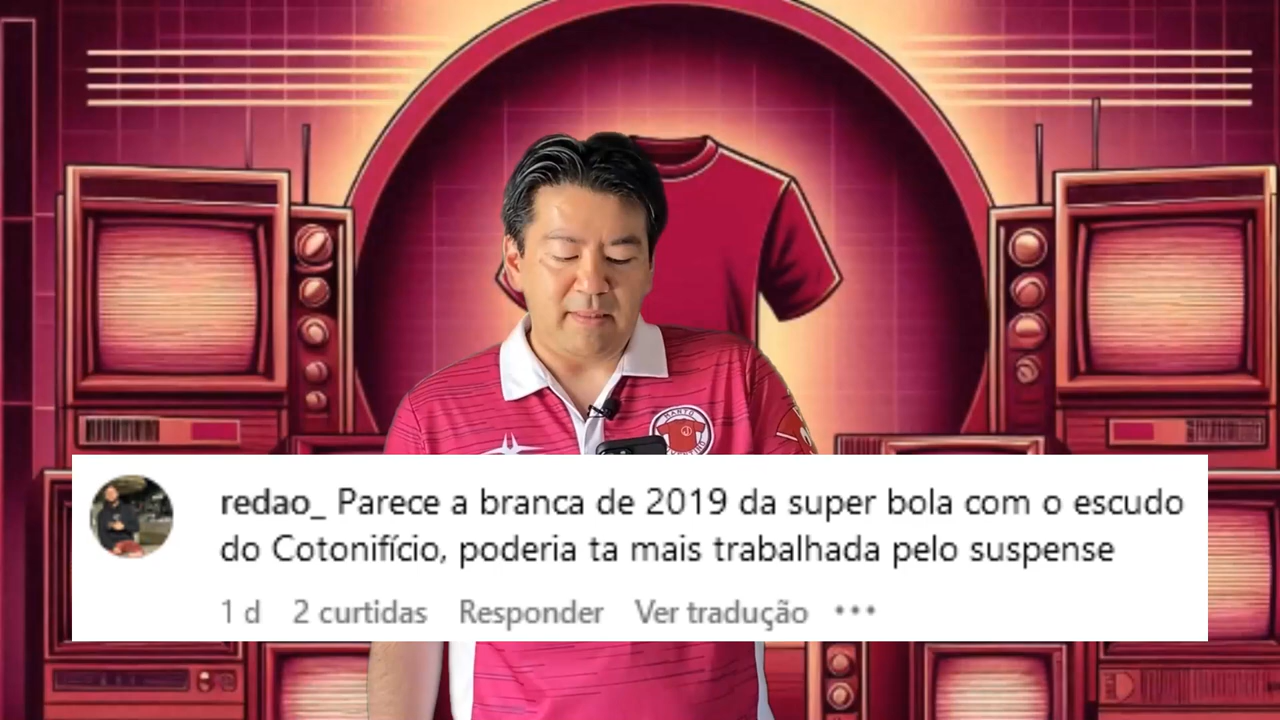 MANTO
redao_ Parece a branca de 2019 da super bola com o escudo
do Cotonifício, poderia ta mais trabalhada pelo suspense
1 d 2 curtidas Responder Ver tradução •••